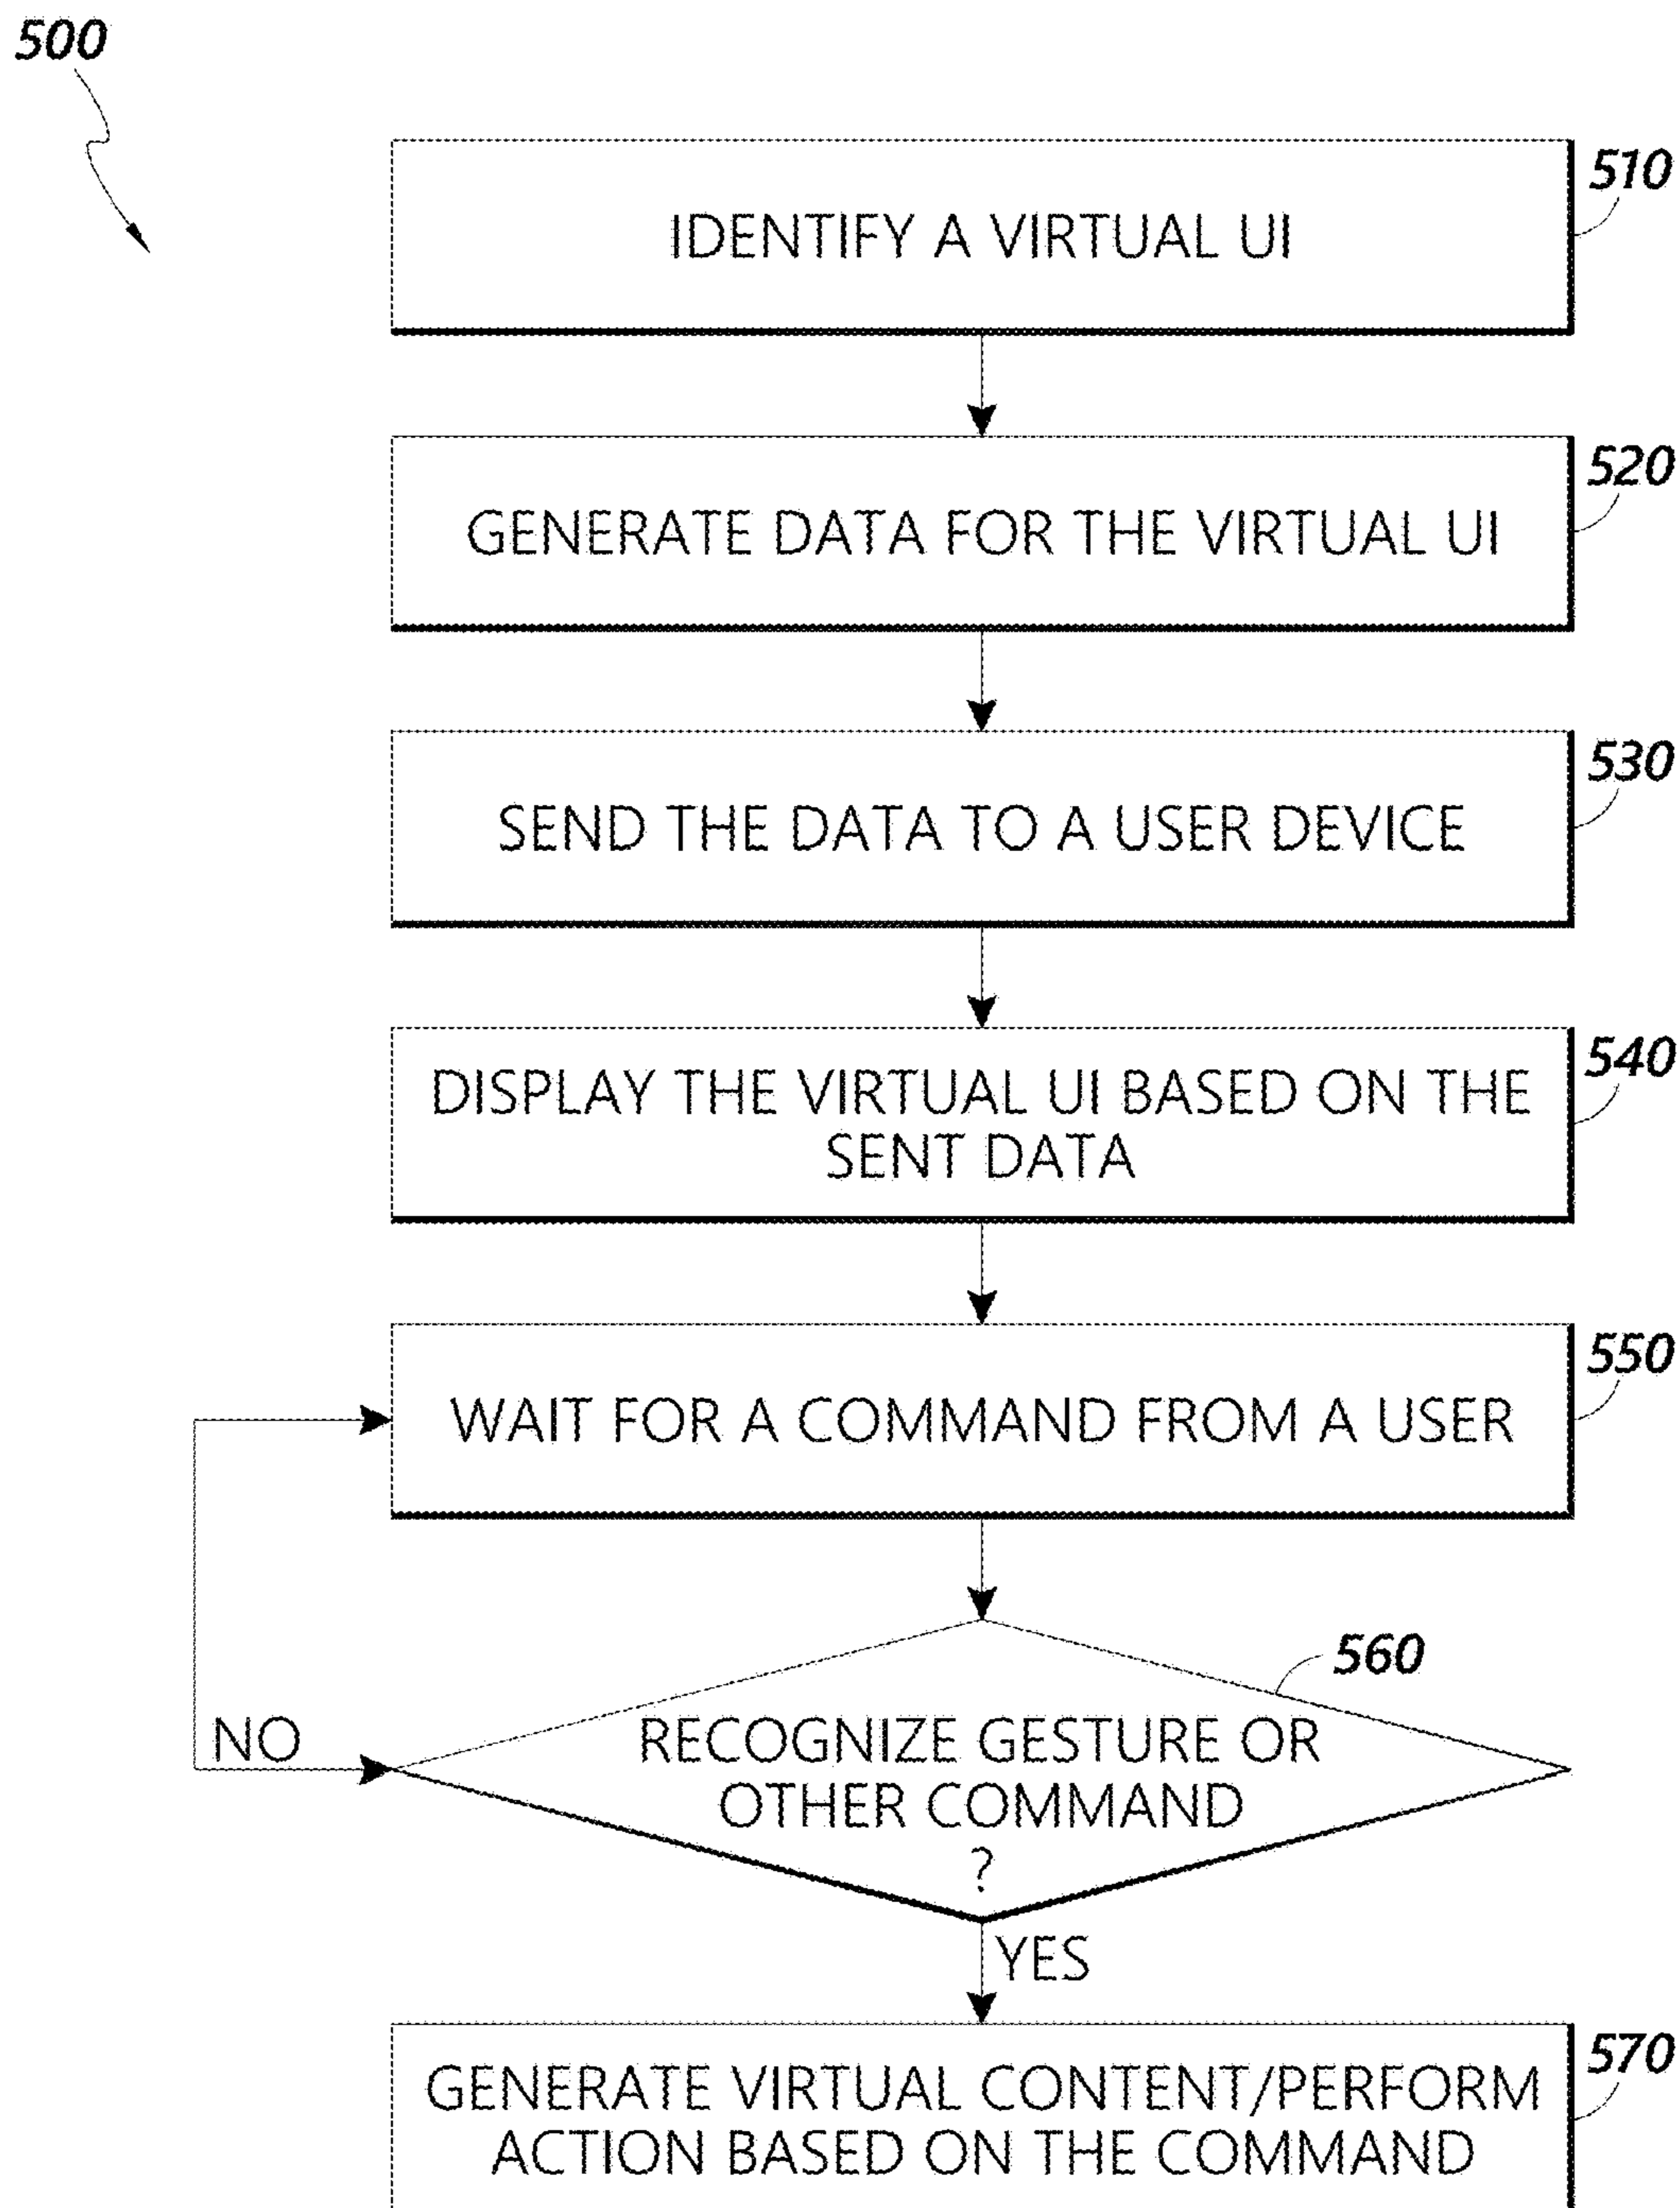 500
510
IDENTIFY A VIRTUAL UI
520
GENERATE DATA FOR THE VIRTUAL UI
530
SEND THE DATA TO A USER DEVICE
540
DISPLAY THE VIRTUAL UI BASED ON THE
SENT DATA
550
WAIT FOR A COMMAND FROM A USER
560
RECOGNIZE GESTURE OR
OTHER COMMAND
?
NO
YES
570
GENERATE VIRTUAL CONTENT/PERFORM
ACTION BASED ON THE COMMAND